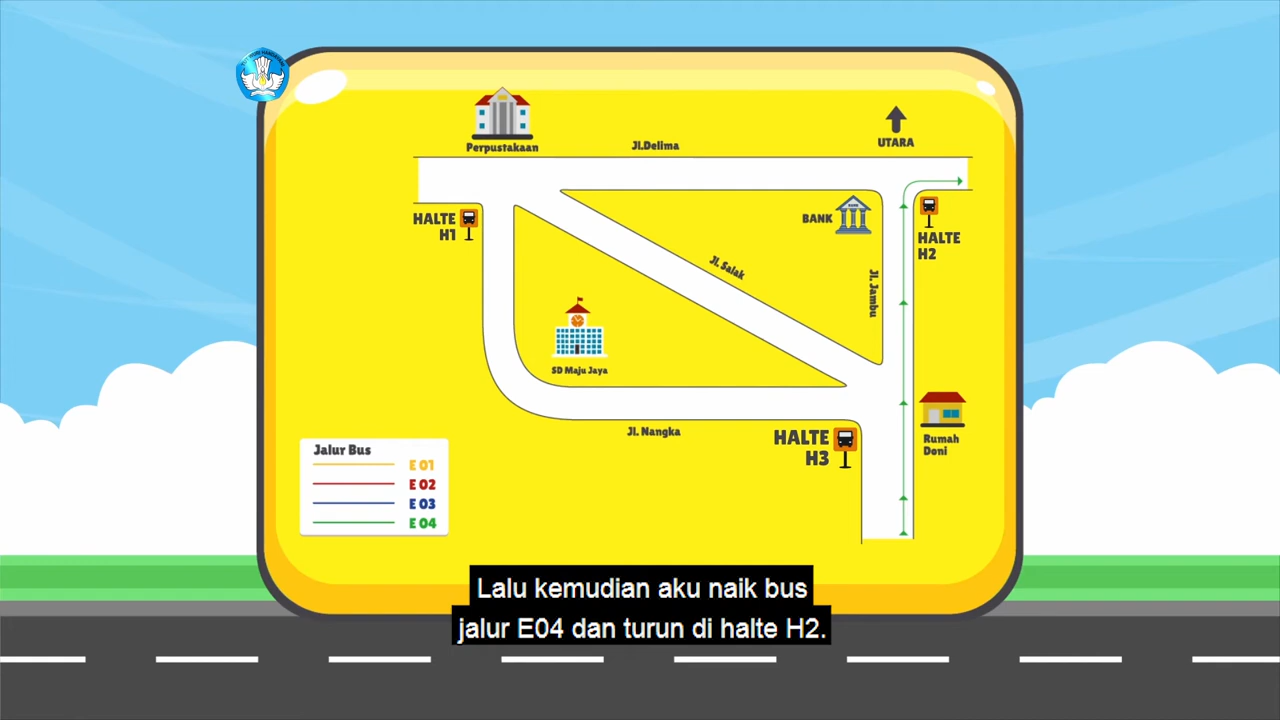 Perpustakaan
Jl.Delima
UTARA
HALTE
H1
BANK
HALTE
H2
Jl. Salak
Jl. Jambu
SD Maju Jaya
Jl. Nangka
HALTE
H3
Rumah
Doni
Jalur Bus
E 01
E 02
E 03
E 04
Lalu kemudian aku naik bus
jalur E04 dan turun di halte H2.